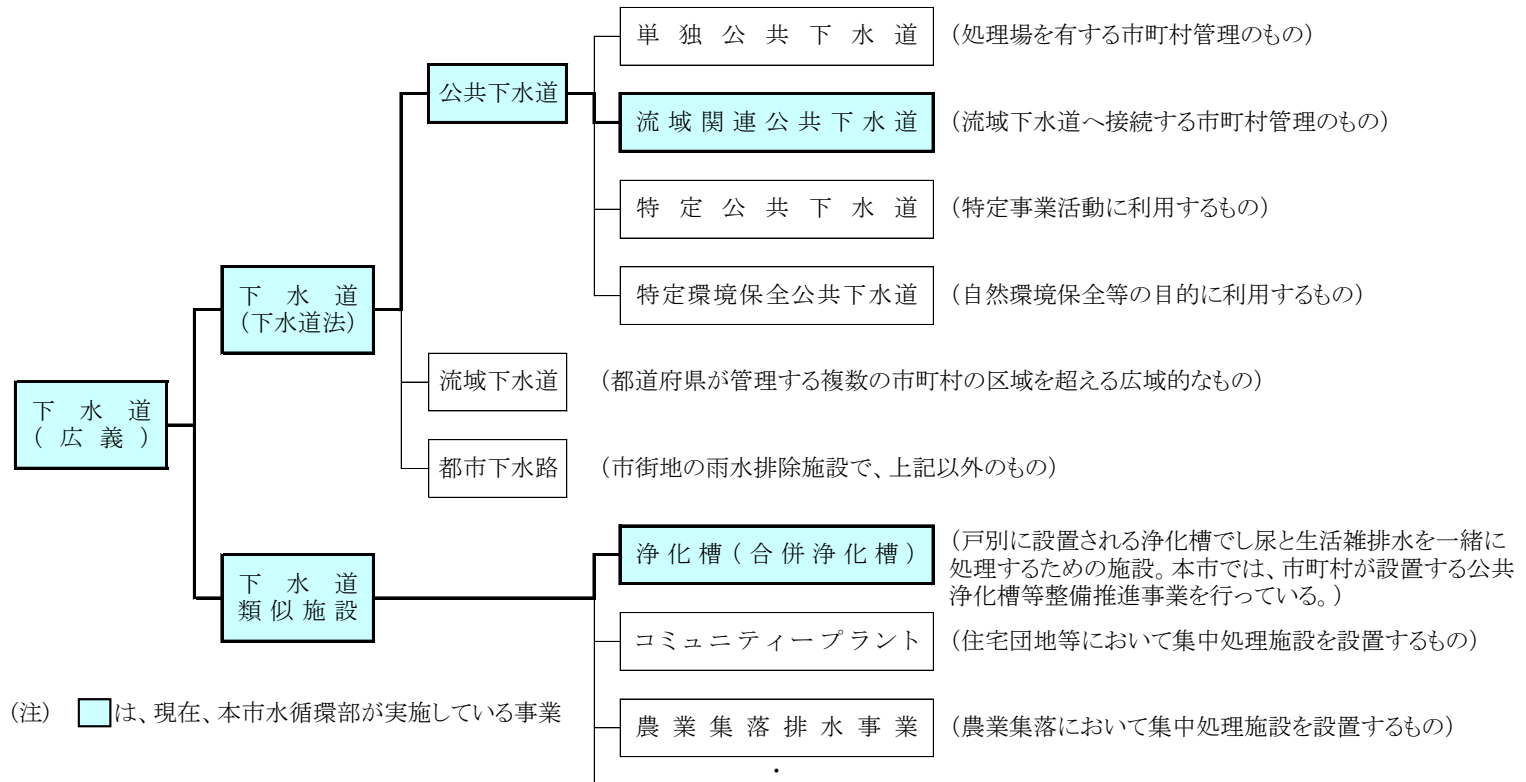 単独公共下水道
(処理場を有する市町村管理のもの)
公共下水道
流域関連公共下水道
(流域下水道へ接続する市町村管理のもの)
特定公共下水道
(特定事業活動に利用するもの)
下水道
(下水道法)
特定環境保全公共下水道
(自然環境保全等の目的に利用するもの)
流域下水道
(都道府県が管理する複数の市町村の区域を超える広域的なもの)
下水道
(広義)
都市下水路
(市街地の雨水排除施設で、上記以外のもの)
下水道
類似施設
浄化槽(合併浄化槽)
(戸別に設置される浄化槽でし尿と生活雑排水を一緒に
処理するための施設。本市では、市町村が設置する公共
浄化槽等整備推進事業を行っている。)
コミュニティープラント
(住宅団地等において集中処理施設を設置するもの)
(注) は、現在、本市水循環部が実施している事業
農業集落排水事業
(農業集落において集中処理施設を設置するもの)
・